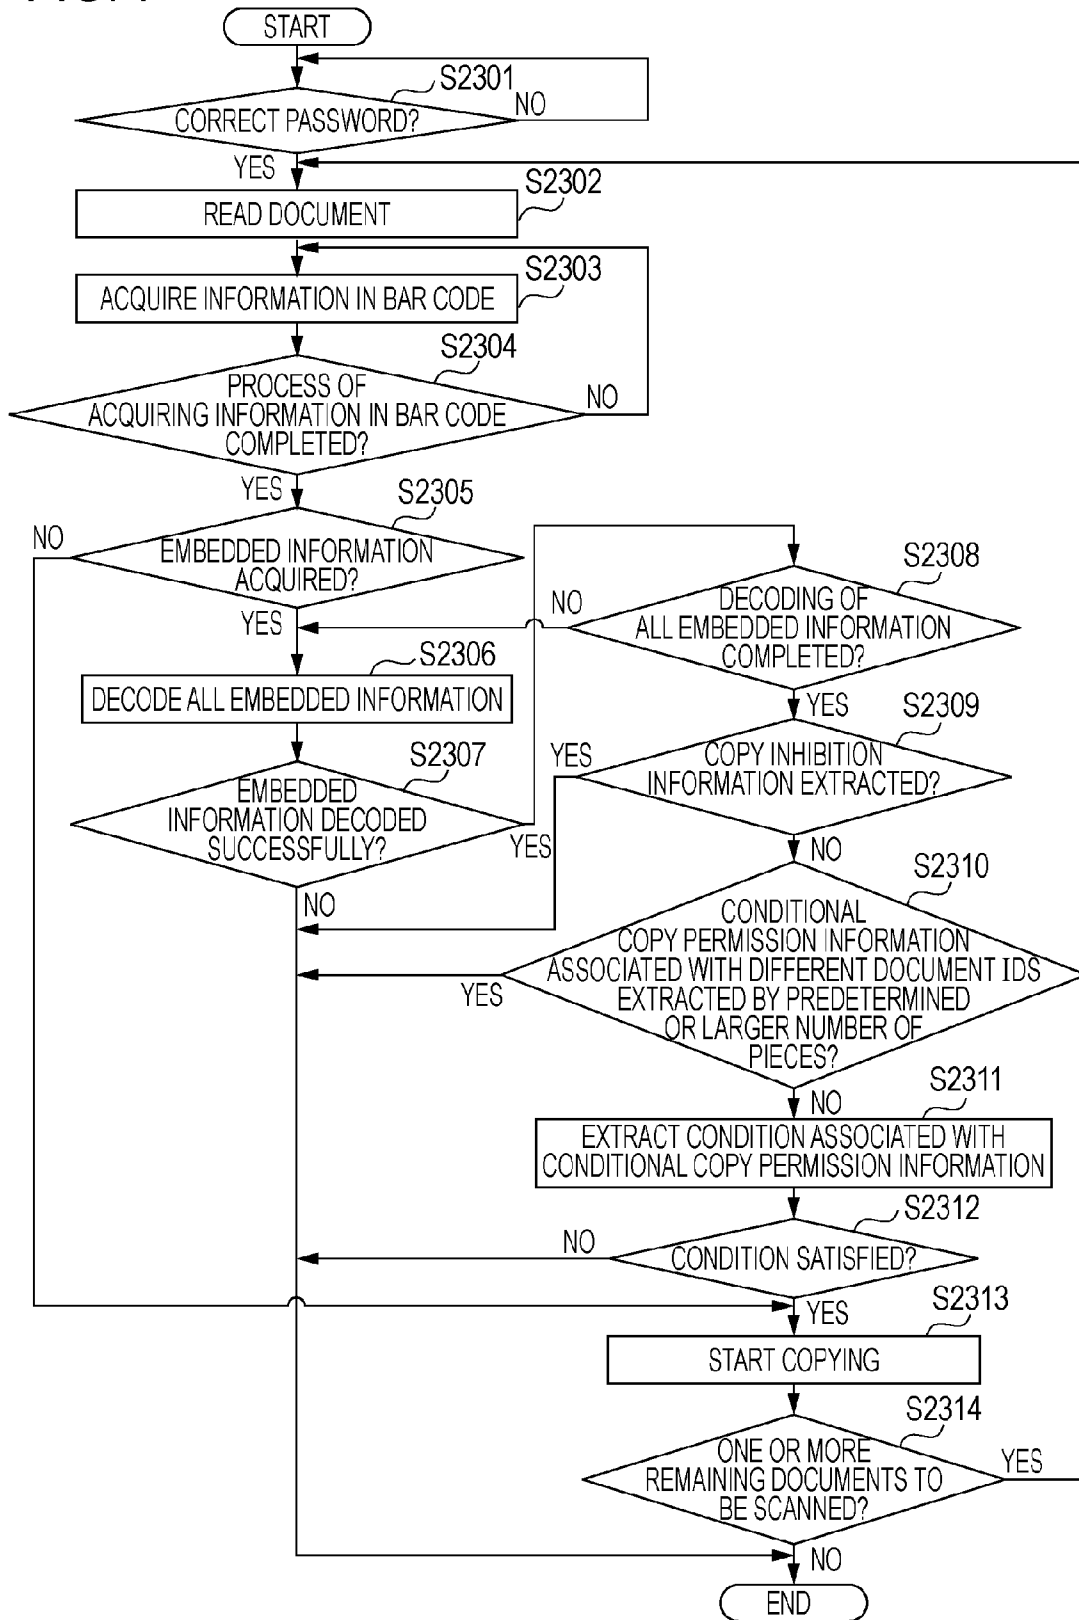 START
S2301
CORRECT PASSWORD?
NO
YES
S2302
READ DOCUMENT
S2303
ACQUIRE INFORMATION IN BAR CODE
S2304
PROCESS OF
ACQUIRING INFORMATION IN BAR CODE
COMPLETED?
NO
YES
S2305
NO
EMBEDDED INFORMATION
ACQUIRED?
YES
S2306
DECODE ALL EMBEDDED INFORMATION
S2307
EMBEDDED
INFORMATION DECODED
SUCCESSFULLY?
YES
NO
S2308
DECODING OF
ALL EMBEDDED INFORMATION
COMPLETED?
NO
YES
S2309
COPY INHIBITION
INFORMATION EXTRACTED?
YES
NO
S2310
CONDITIONAL
COPY PERMISSION INFORMATION
ASSOCIATED WITH DIFFERENT DOCUMENT IDS
EXTRACTED BY PREDETERMINED
OR LARGER NUMBER OF
PIECES?
YES
NO
S2311
EXTRACT CONDITION ASSOCIATED WITH
CONDITIONAL COPY PERMISSION INFORMATION
S2312
CONDITION SATISFIED?
NO
YES
S2313
START COPYING
S2314
ONE OR MORE
REMAINING DOCUMENTS TO
BE SCANNED?
YES
NO
END